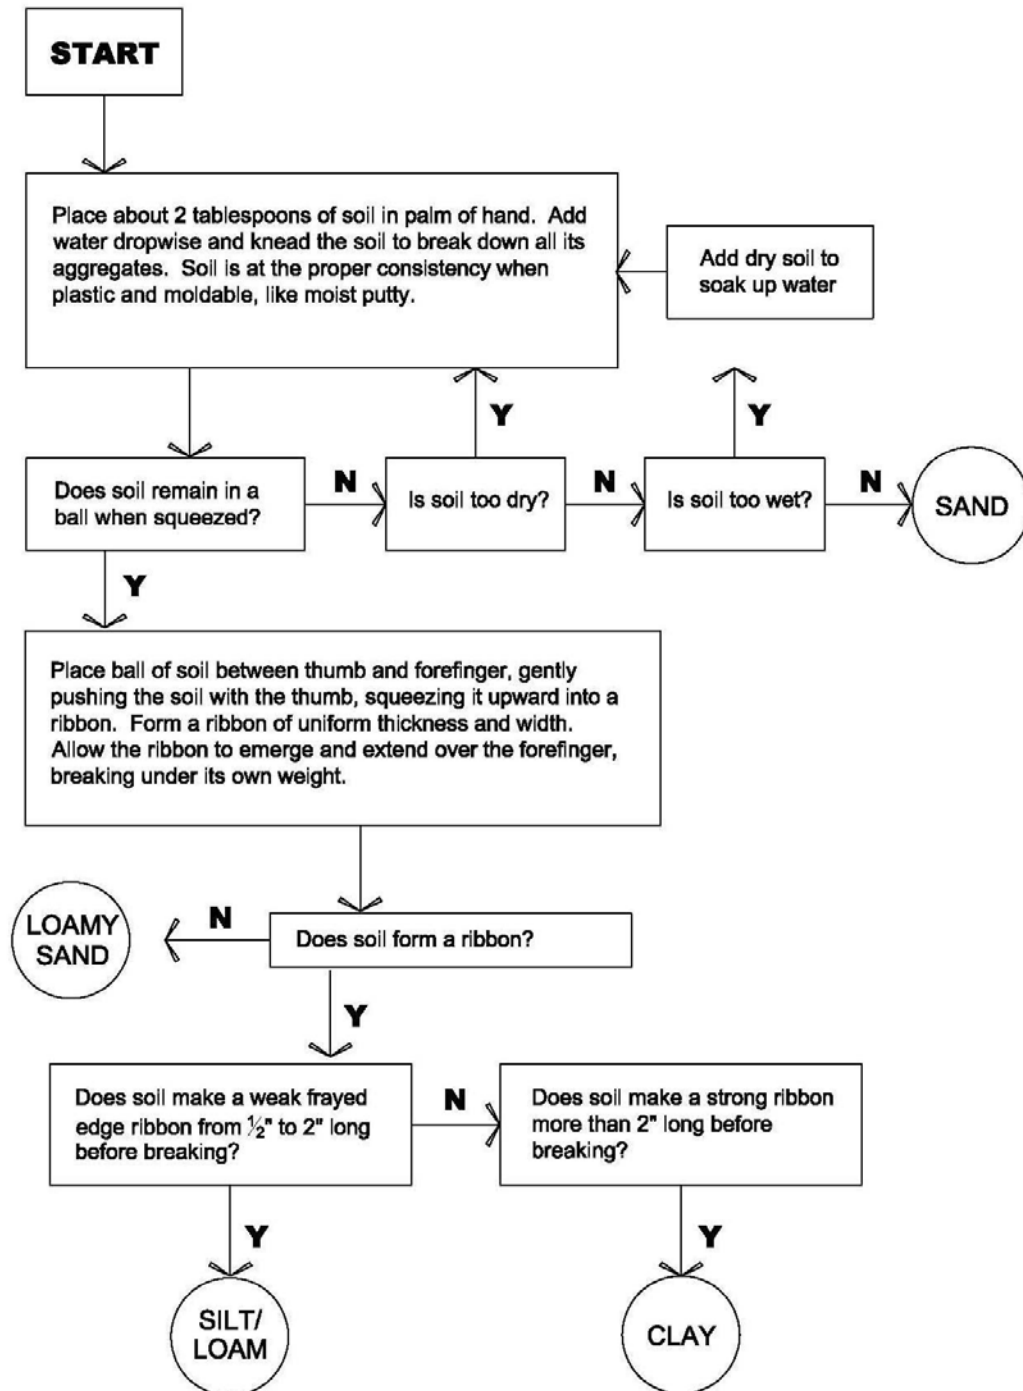 START
Place about 2 tablespoons of soil in palm of hand. Add
water dropwise and knead the soil to break down all its
aggregates. Soil is at the proper consistency when
plastic and moldable, like moist putty.
Add dry soil to
soak up water
Y
Y
Does soil remain in a
ball when squeezed?
N
Is soil too dry?
N
Is soil too wet?
N
SAND
Y
Place ball of soil between thumb and forefinger, gently
pushing the soil with the thumb, squeezing it upward into a
ribbon. Form a ribbon of uniform thickness and width.
Allow the ribbon to emerge and extend over the forefinger,
breaking under its own weight.
LOAMY
SAND
N
Does soil form a ribbon?
Y
Does soil make a weak frayed
edge ribbon from ½" to 2" long
before breaking?
N
Does soil make a strong ribbon
more than 2" long before
breaking?
Y
Y
SILT/
LOAM
CLAY